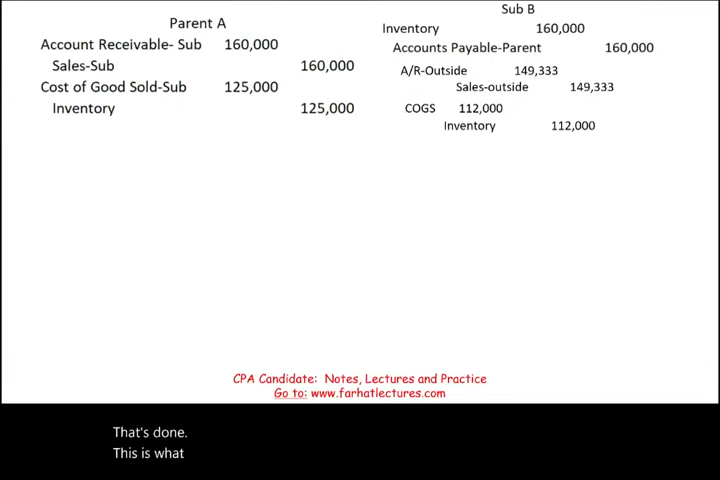 Parent A
Account Receivable- Sub 160,000
Sales-Sub 160,000
Cost of Good Sold-Sub 125,000
Inventory 125,000
Sub B
Inventory 160,000
Accounts Payable-Parent 160,000
A/R-Outside 149,333
Sales-outside 149,333
COGS 112,000
Inventory 112,000
CPA Candidate: Notes, Lectures and Practice
Go to: www.farhatlectures.com
That's done.
This is what